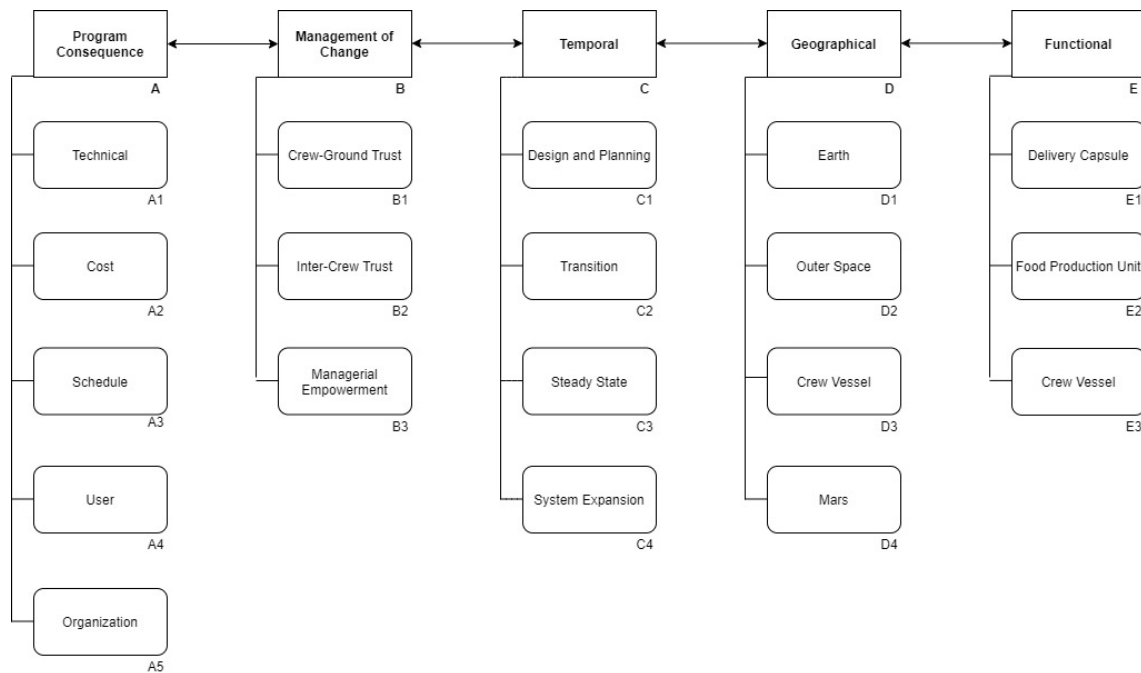 Program
Consequence
Management of
Change
Temporal
Geographical
Functional
A
B
C
D
E
Technical
Crew-Ground Trust
Design and Planning
Earth
Delivery Capsule
A1
B1
C1
D1
E1
Cost
Inter-Crew Trust
Transition
Outer Space
Food Production Unit
A2
B2
C2
D2
E2
Schedule
Managerial
Empowerment
Steady State
Crew Vessel
Crew Vessel
A3
B3
C3
D3
E3
User
System Expansion
Mars
A4
C4
D4
Organization
A5